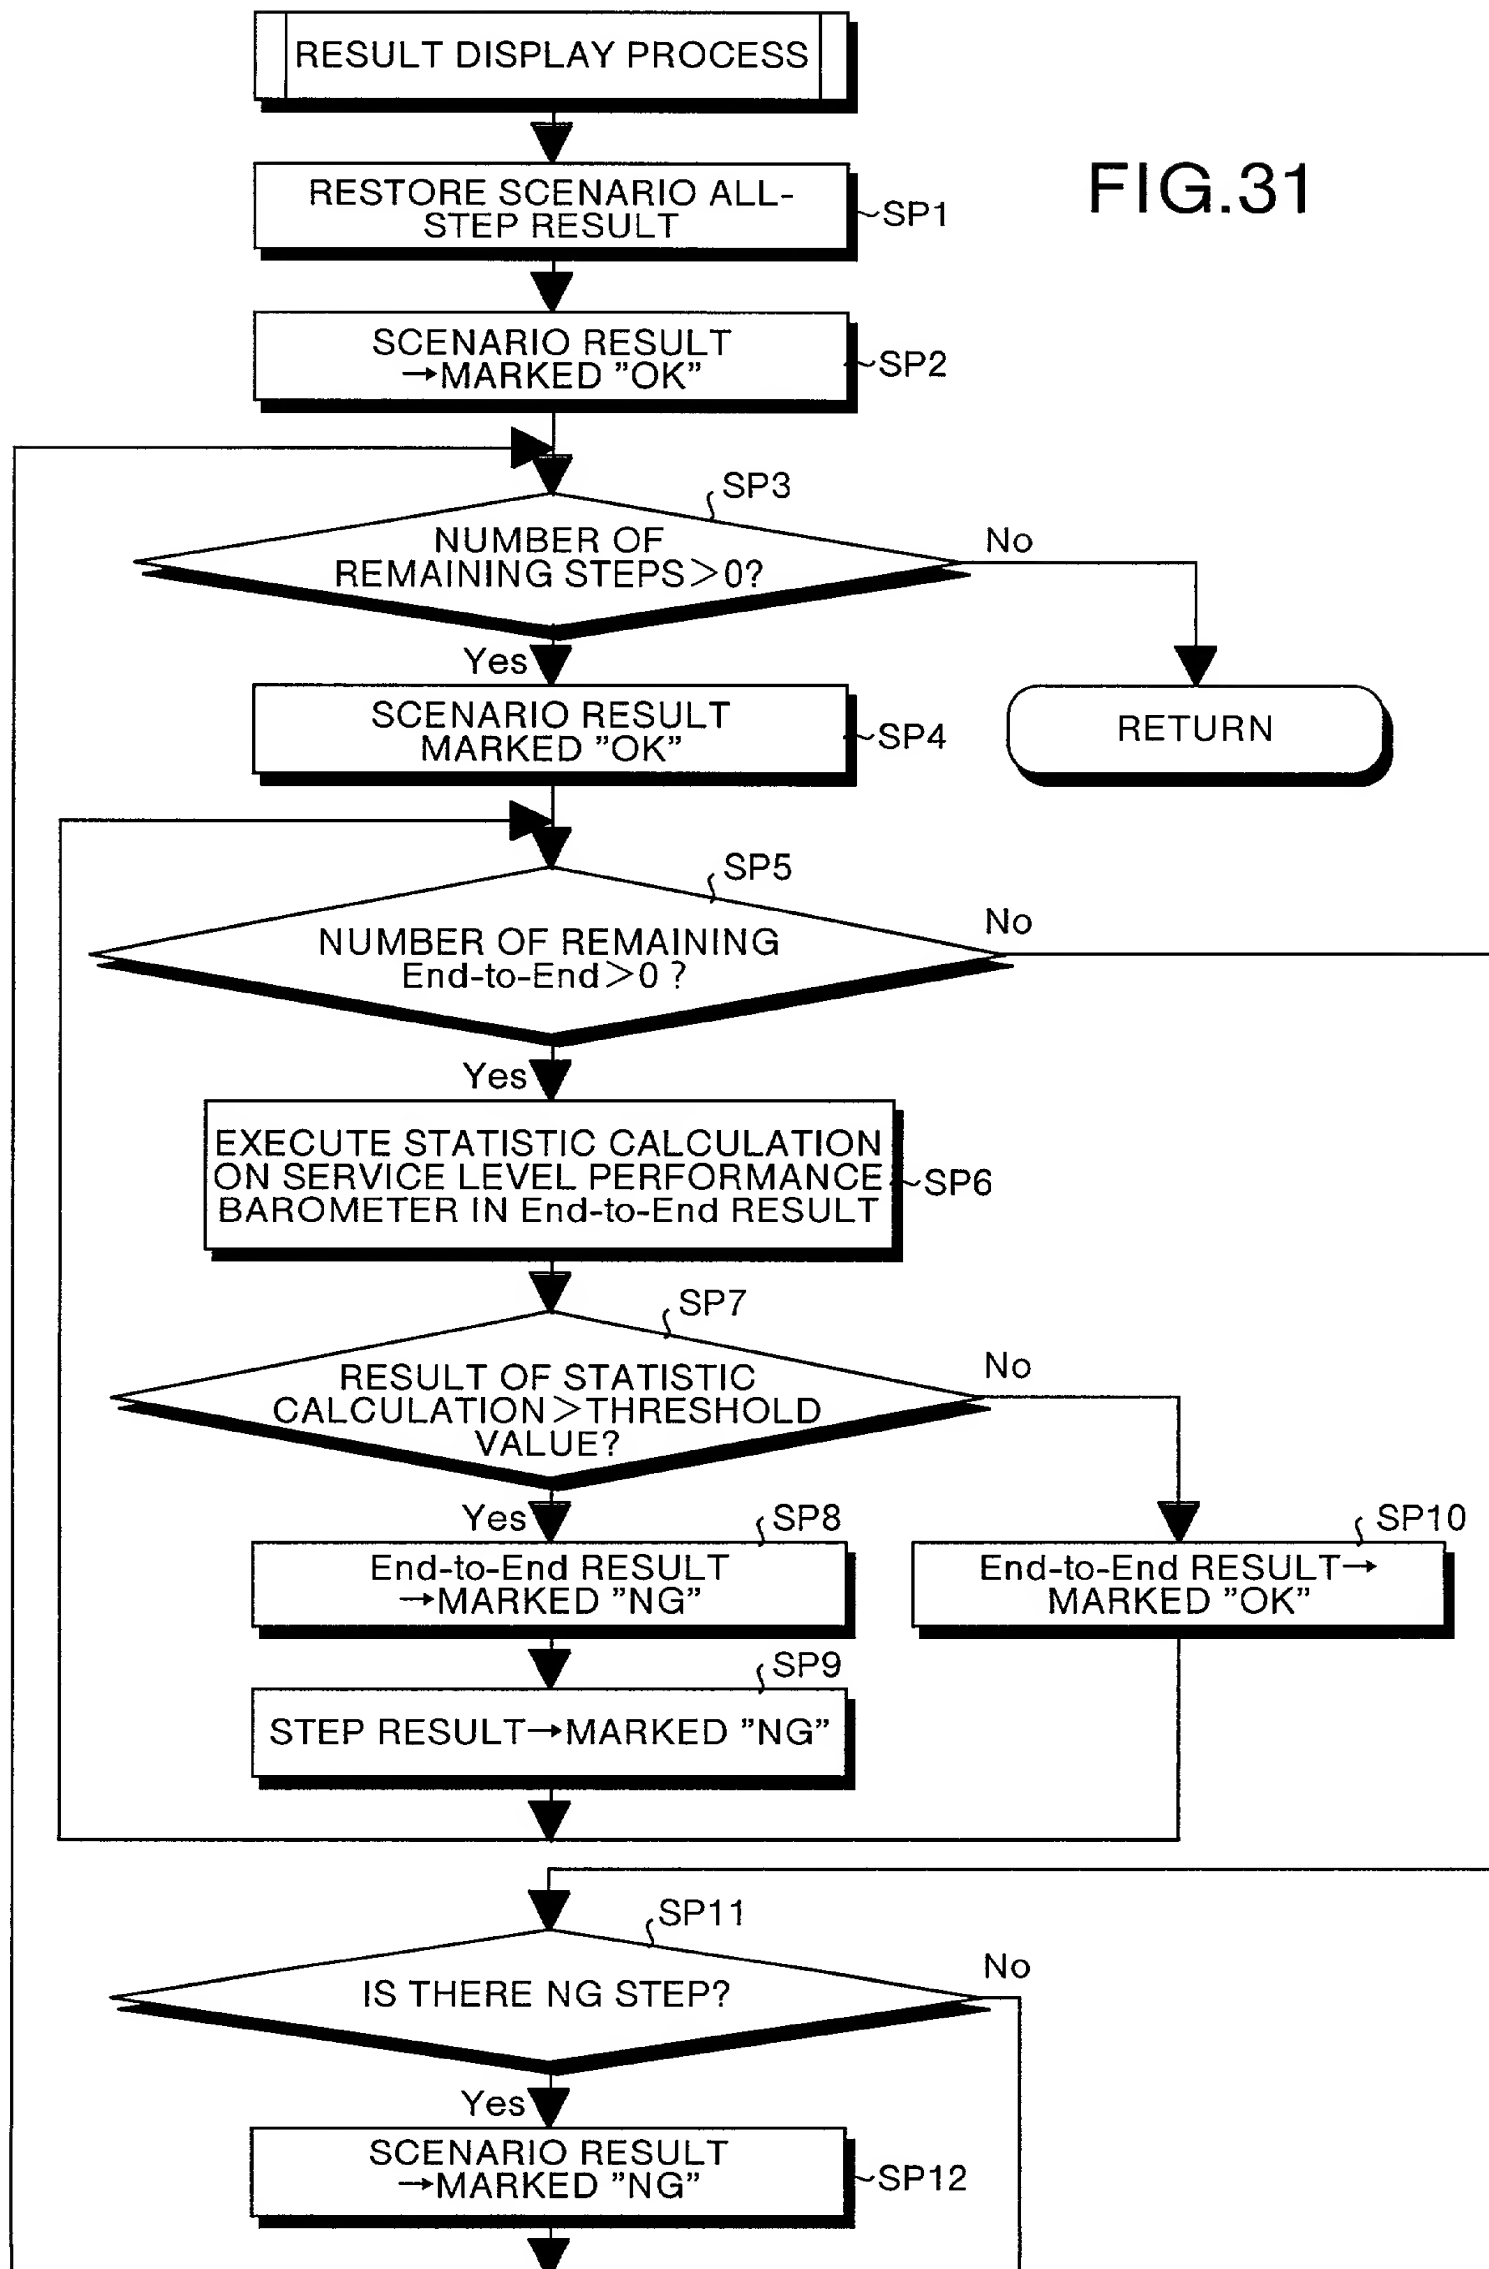 RESULT DISPLAY PROCESS
FIG.31
RESTORE SCENARIO ALL-
STEP RESULT
SP1
SCENARIO RESULT
→MARKED ”OK”
SP2
SP3
NUMBER OF
REMAINING STEPS>0?
No
Yes
SCENARIO RESULT
MARKED ”OK”
SP4
RETURN
SP5
NUMBER OF REMAINING
End-to-End>0 ?
No
Yes
EXECUTE STATISTIC CALCULATION
ON SERVICE LEVEL PERFORMANCE
BAROMETER IN End-to-End RESULT
SP6
SP7
RESULT OF STATISTIC
CALCULATION>THRESHOLD
VALUE?
No
Yes
SP8
End-to-End RESULT
→MARKED ”NG”
SP10
End-to-End RESULT→
MARKED ”OK”
SP9
STEP RESULT→MARKED ”NG”
SP11
IS THERE NG STEP?
No
Yes
SCENARIO RESULT
→MARKED ”NG”
SP12